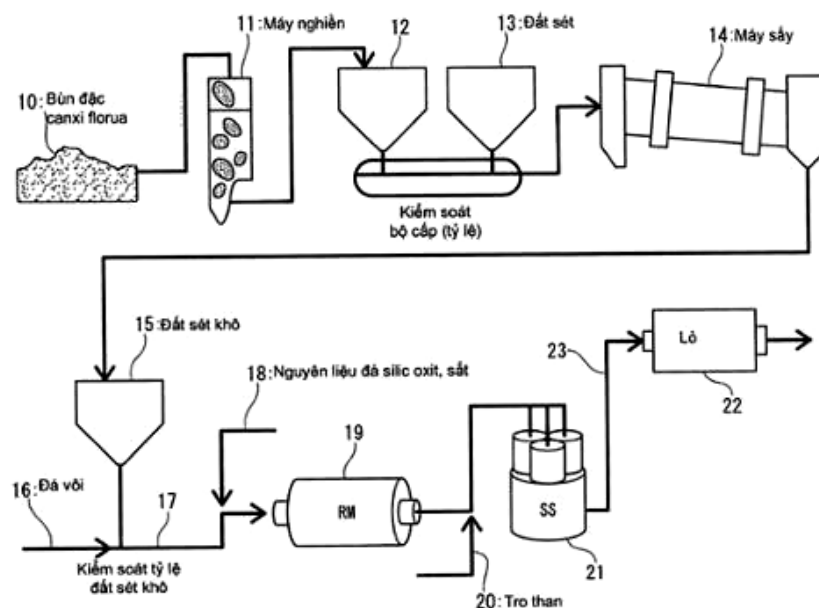 11: Máy nghiền
12
13: Đất sét
14: Máy sấy
10: Bùn đặc
canxi florua
Kiểm soát
bộ cấp (tỷ lệ)
15: Đất sét khô
18: Nguyên liệu đá silic oxit, sắt
23
Lò
22
19
16: Đá vôi
17
RM
SS
Kiểm soát tỷ lệ
đất sét khô
21
20: Tro than